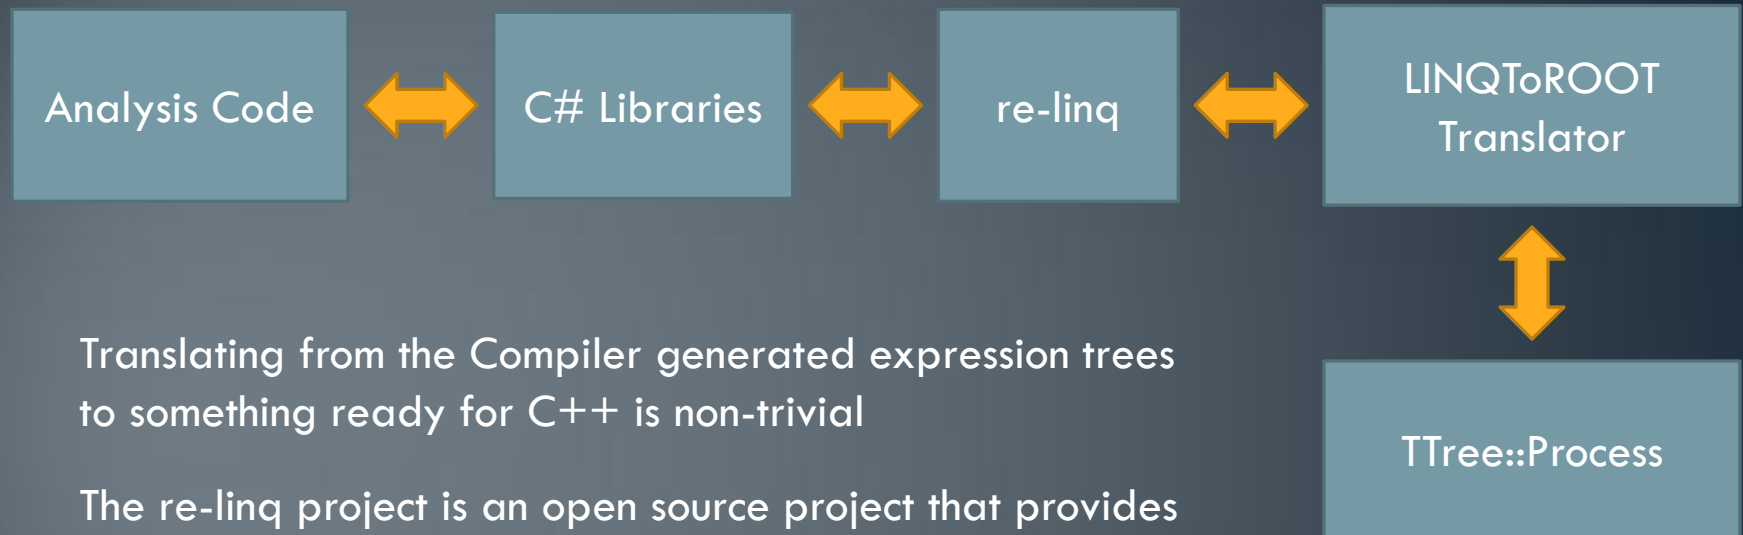 Analysis Code
C# Libraries
re-linq
LINQToROOT
Translator
Translating from the Compiler generated expression trees
to something ready for C++ is non-trivial
TTree::Process
The re-linq project is an open source project that provides